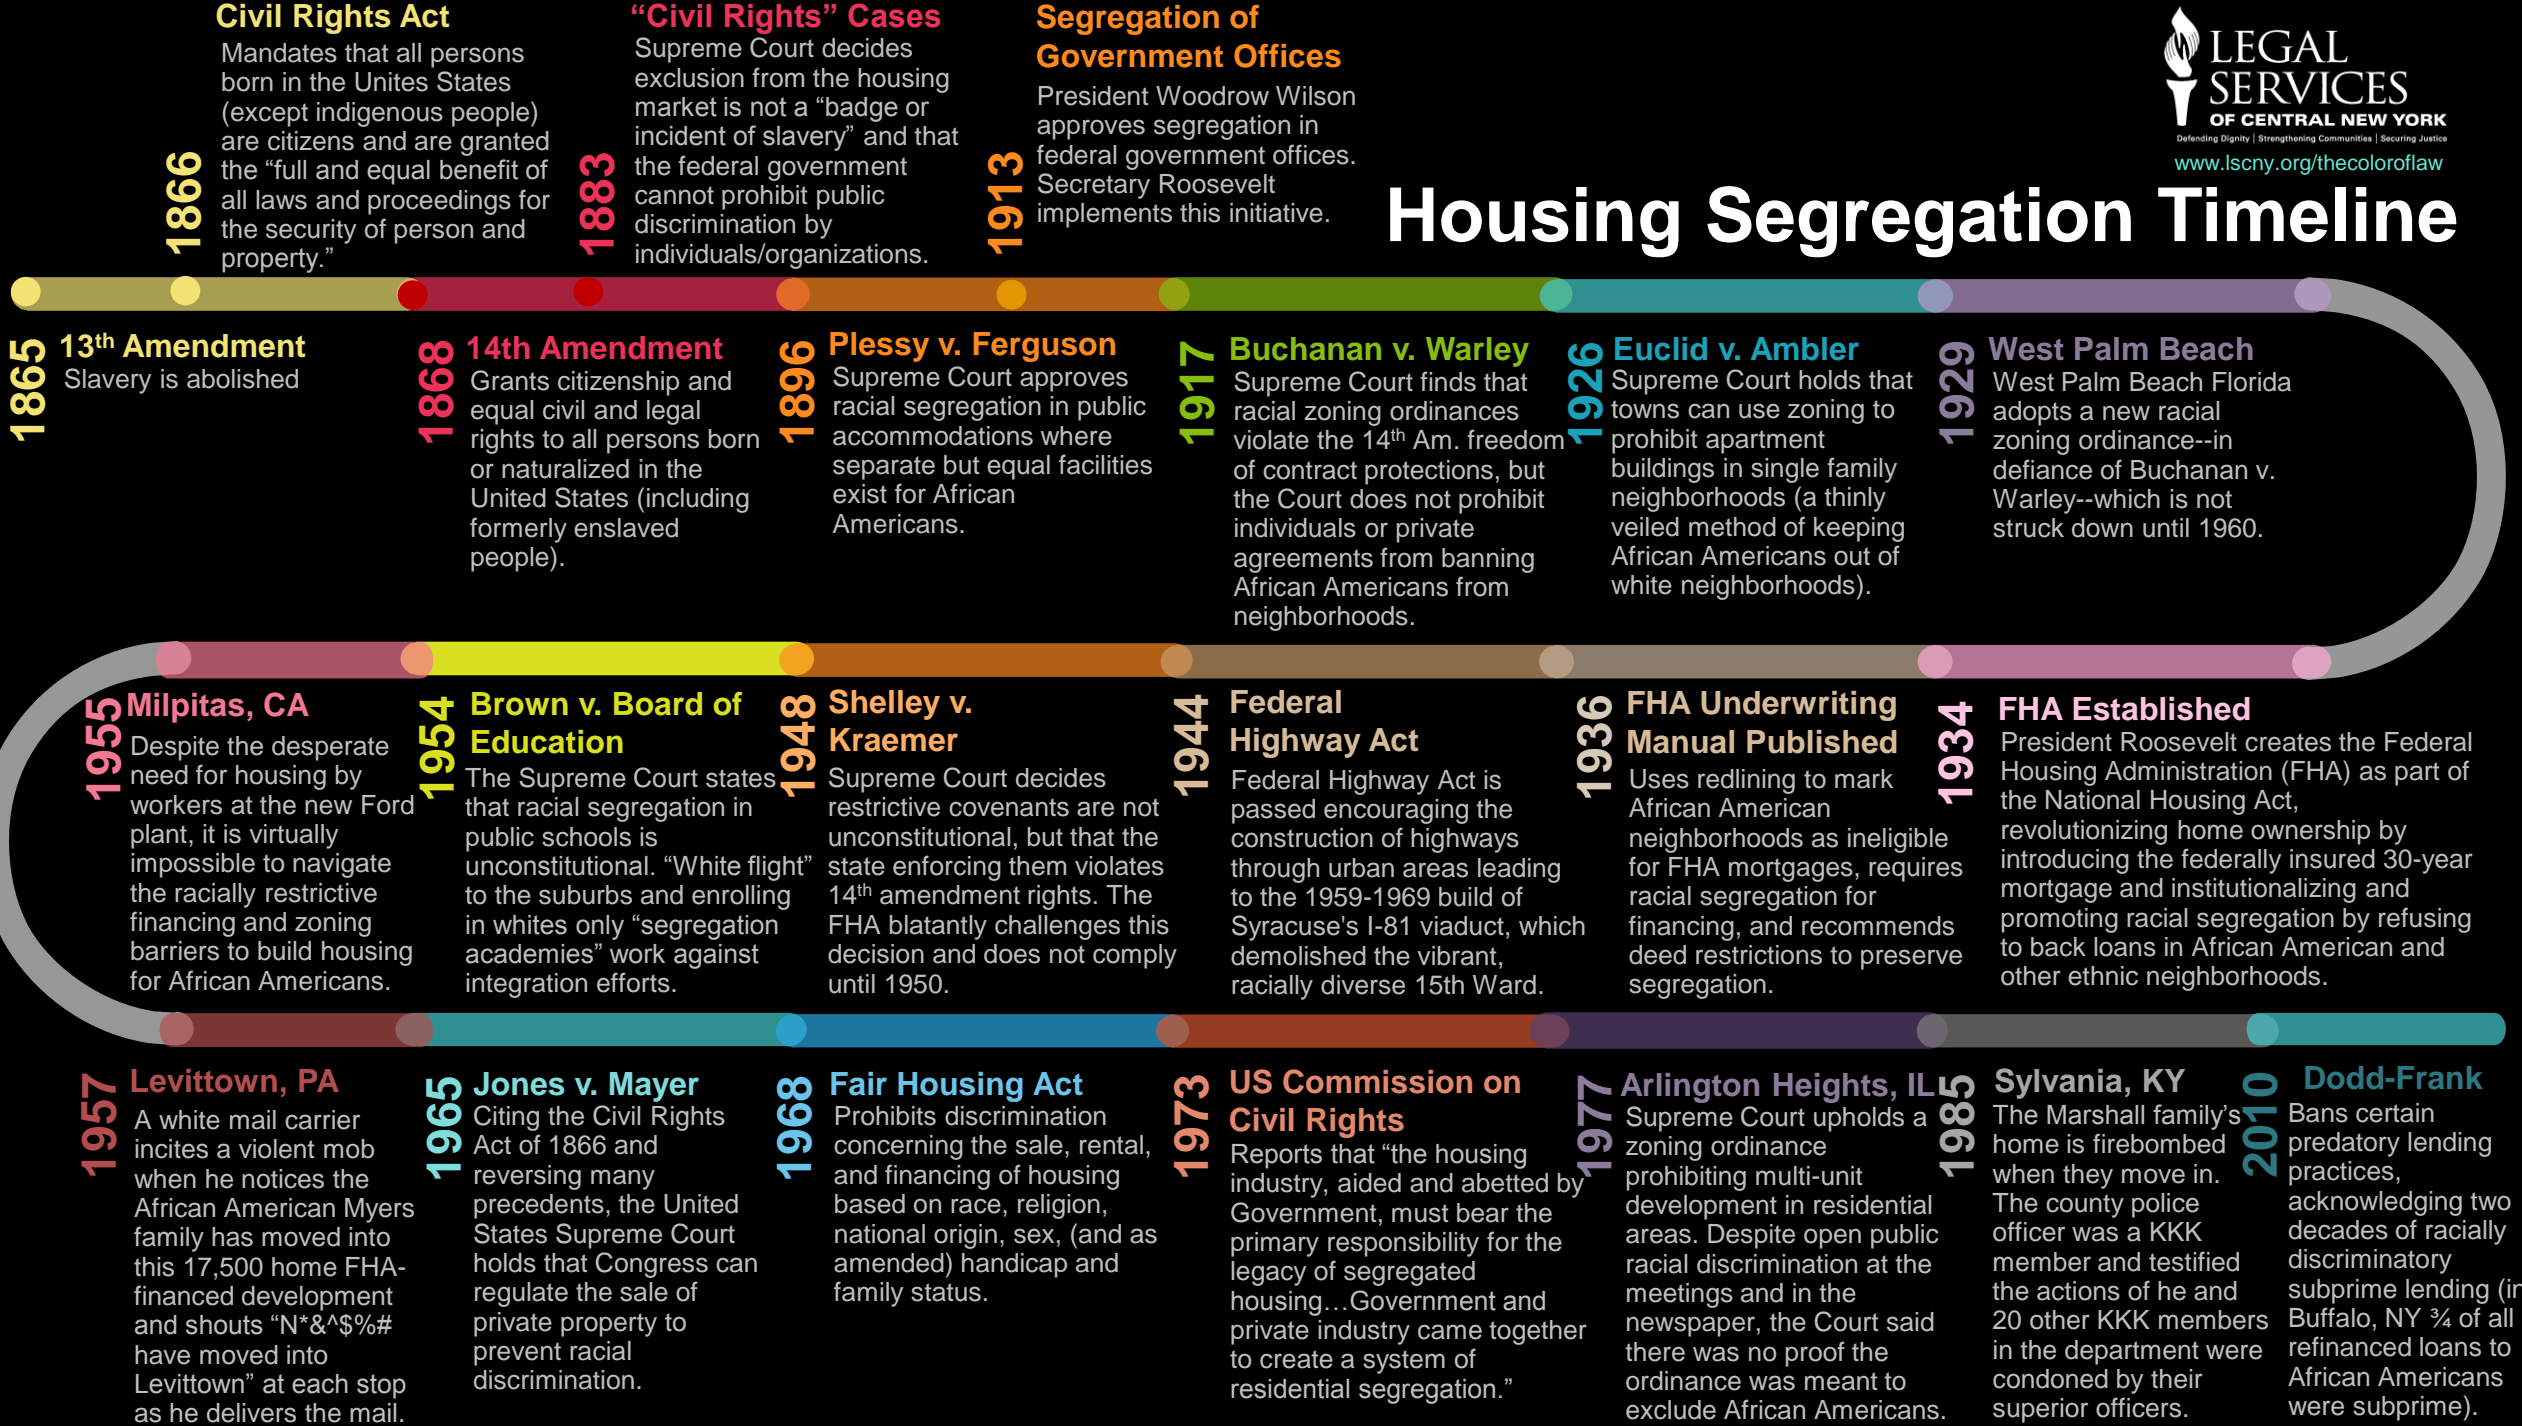 Civil Rights Act
Mandates that all persons
born in the Unites States
(except indigenous people)
are citizens and are granted
the “full and equal benefit of
all laws and proceedings for
the security of person and
property.”
1866
“Civil Rights” Cases
Supreme Court decides
exclusion from the housing
market is not a “badge or
incident of slavery” and that
the federal government
cannot prohibit public
discrimination by
individuals/organizations.
1883
Segregation of
Government Offices
President Woodrow Wilson
approves segregation in
federal government offices.
Secretary Roosevelt
implements this initiative.
1913
LEGAL
SERVICES
OF CENTRAL NEW YORK
Defending Dignity | Strengthening Communities | Securing Justice
www.lscny.org/thecoloroflaw
Housing Segregation Timeline
1865
13th Amendment
Slavery is abolished
1868
14th Amendment
Grants citizenship and
equal civil and legal
rights to all persons born
or naturalized in the
United States (including
formerly enslaved
people).
1896
Plessy v. Ferguson
Supreme Court approves
racial segregation in public
accommodations where
separate but equal facilities
exist for African
Americans.
1917
Buchanan v. Warley
Supreme Court finds that
racial zoning ordinances
violate the 14th Am. freedom
of contract protections, but
the Court does not prohibit
individuals or private
agreements from banning
African Americans from
neighborhoods.
1926
Euclid v. Ambler
Supreme Court holds that
towns can use zoning to
prohibit apartment
buildings in single family
neighborhoods (a thinly
veiled method of keeping
African Americans out of
white neighborhoods).
1929
West Palm Beach
West Palm Beach Florida
adopts a new racial
zoning ordinance--in
defiance of Buchanan v.
Warley--which is not
struck down until 1960.
1955
Milpitas, CA
Despite the desperate
need for housing by
workers at the new Ford
plant, it is virtually
impossible to navigate
the racially restrictive
financing and zoning
barriers to build housing
for African Americans.
1954
Brown v. Board of
Education
The Supreme Court states
that racial segregation in
public schools is
unconstitutional. “White flight”
to the suburbs and enrolling
in whites only “segregation
academies” work against
integration efforts.
1948
Shelley v.
Kraemer
Supreme Court decides
restrictive covenants are not
unconstitutional, but that the
state enforcing them violates
14th amendment rights. The
FHA blatantly challenges this
decision and does not comply
until 1950.
1944
Federal
Highway Act
Federal Highway Act is
passed encouraging the
construction of highways
through urban areas leading
to the 1959-1969 build of
Syracuse's I-81 viaduct, which
demolished the vibrant,
racially diverse 15th Ward.
1936
FHA Underwriting
Manual Published
Uses redlining to mark
African American
neighborhoods as ineligible
for FHA mortgages, requires
racial segregation for
financing, and recommends
deed restrictions to preserve
segregation.
1934
FHA Established
President Roosevelt creates the Federal
Housing Administration (FHA) as part of
the National Housing Act,
revolutionizing home ownership by
introducing the federally insured 30-year
mortgage and institutionalizing and
promoting racial segregation by refusing
to back loans in African American and
other ethnic neighborhoods.
1957
Levittown, PA
A white mail carrier
incites a violent mob
when he notices the
African American Myers
family has moved into
this 17,500 home FHA-
financed development
and shouts “N*&^$%#
have moved into
Levittown” at each stop
as he delivers the mail.
1965
Jones v. Mayer
Citing the Civil Rights
Act of 1866 and
reversing many
precedents, the United
States Supreme Court
holds that Congress can
regulate the sale of
private property to
prevent racial
discrimination.
1968
Fair Housing Act
Prohibits discrimination
concerning the sale, rental,
and financing of housing
based on race, religion,
national origin, sex, (and as
amended) handicap and
family status.
1973
US Commission on
Civil Rights
Reports that “the housing
industry, aided and abetted by
Government, must bear the
primary responsibility for the
legacy of segregated
housing…Government and
private industry came together
to create a system of
residential segregation.”
1977
Arlington Heights, IL
Supreme Court upholds a
zoning ordinance
prohibiting multi-unit
development in residential
areas. Despite open public
racial discrimination at the
meetings and in the
newspaper, the Court said
there was no proof the
ordinance was meant to
exclude African Americans.
1985
Sylvania, KY
The Marshall family’s
home is firebombed
when they move in.
The county police
officer was a KKK
member and testified
the actions of he and
20 other KKK members
in the department were
condoned by their
superior officers.
2010
Dodd-Frank
Bans certain
predatory lending
practices,
acknowledging two
decades of racially
discriminatory
subprime lending (in
Buffalo, NY ¾ of all
refinanced loans to
African Americans
were subprime).